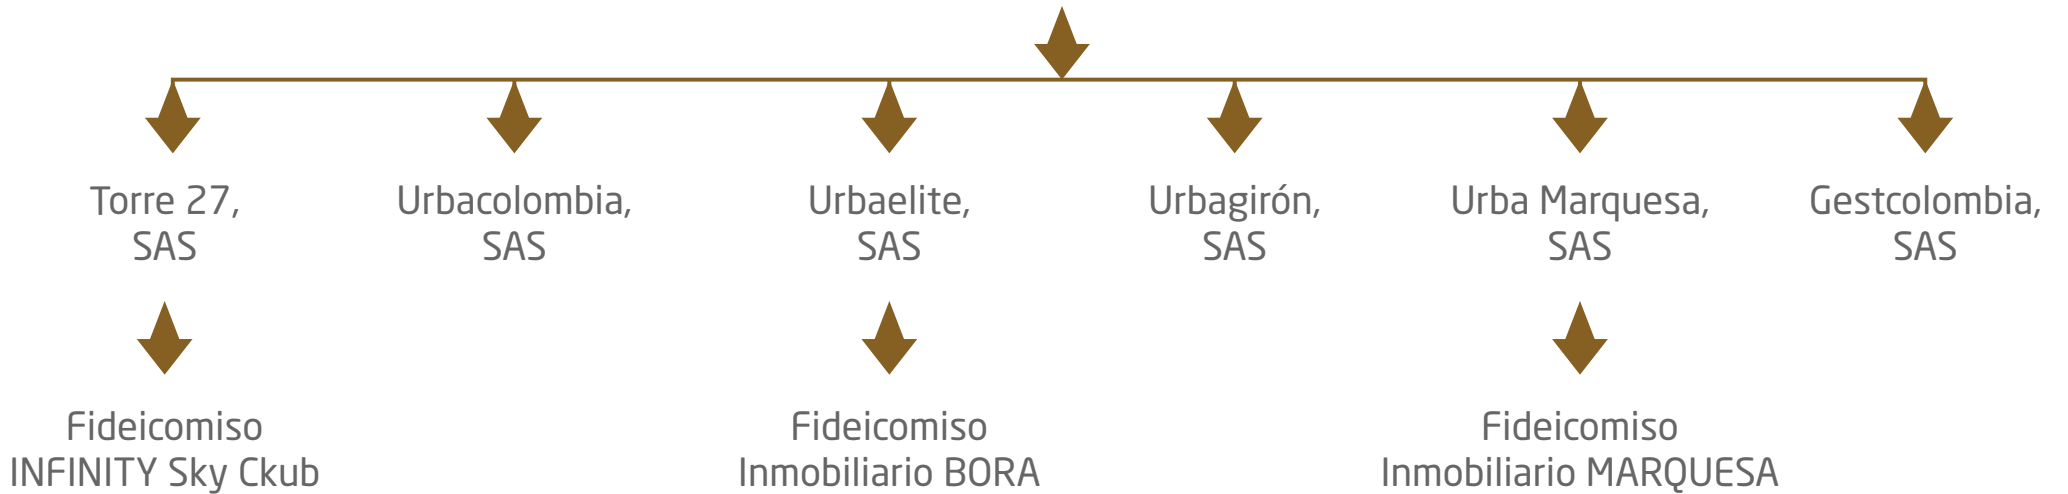 Torre 27,
SAS
Urbacolombia,
SAS
Urbaelite,
SAS
Urbagirón,
SAS
Urba Marquesa,
SAS
Gestcolombia,
SAS
Fideicomiso
INFINITY Sky Ckub
Fideicomiso
Inmobiliario BORA
Fideicomiso
Inmobiliario MARQUESA